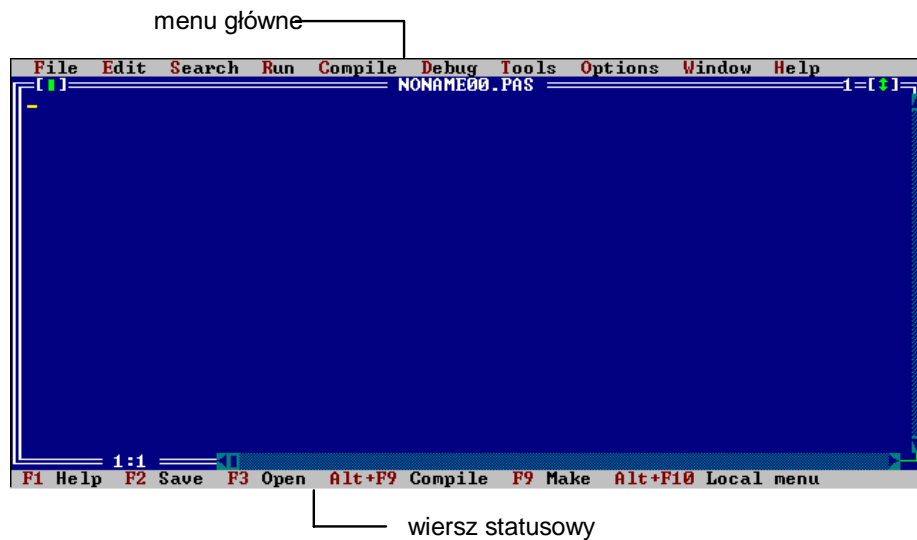 menu główne
File Edit Search Run Compile Debug Tools Options Window Help
[▮] NONAME00.PAS 1=[↕]
1:1
F1 Help F2 Save F3 Open Alt+F9 Compile F9 Make Alt+F10 Local menu
wiersz statusowy